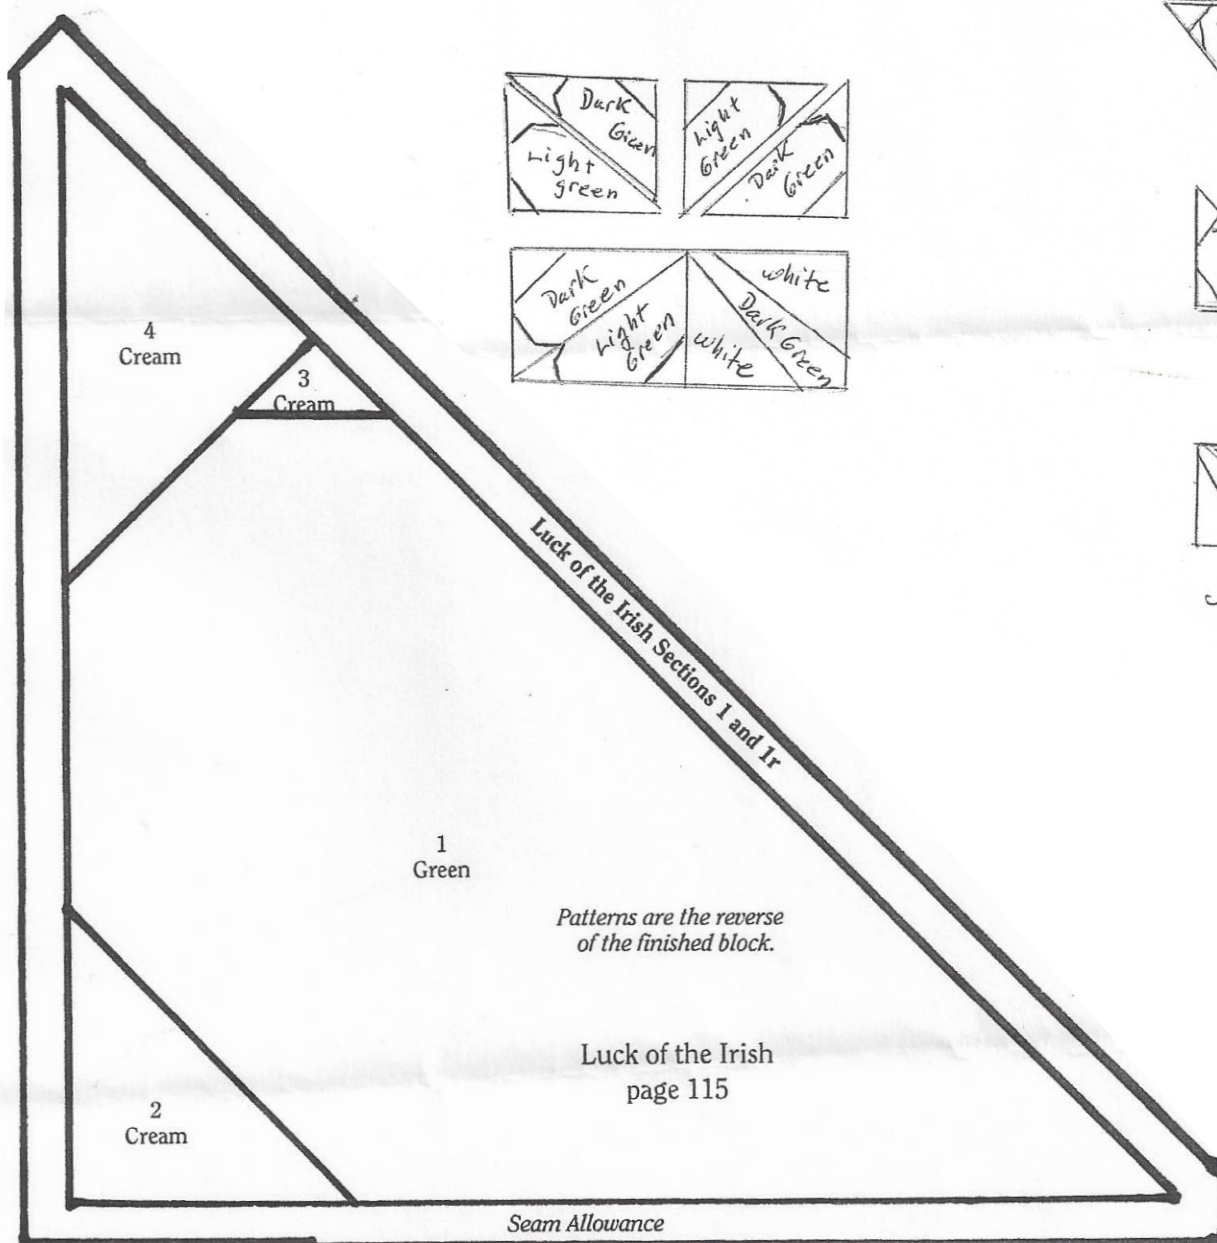 Dark
Green
Light
green
Light
Green
Dark
Green
Dark
Green
Light
Green
white
Dark Green
white
4
Cream
3
Cream
Luck of the Irish Sections 1 and 1r
1
Green
Patterns are the reverse
of the finished block.
Luck of the Irish
page 115
2
Cream
Seam Allowance